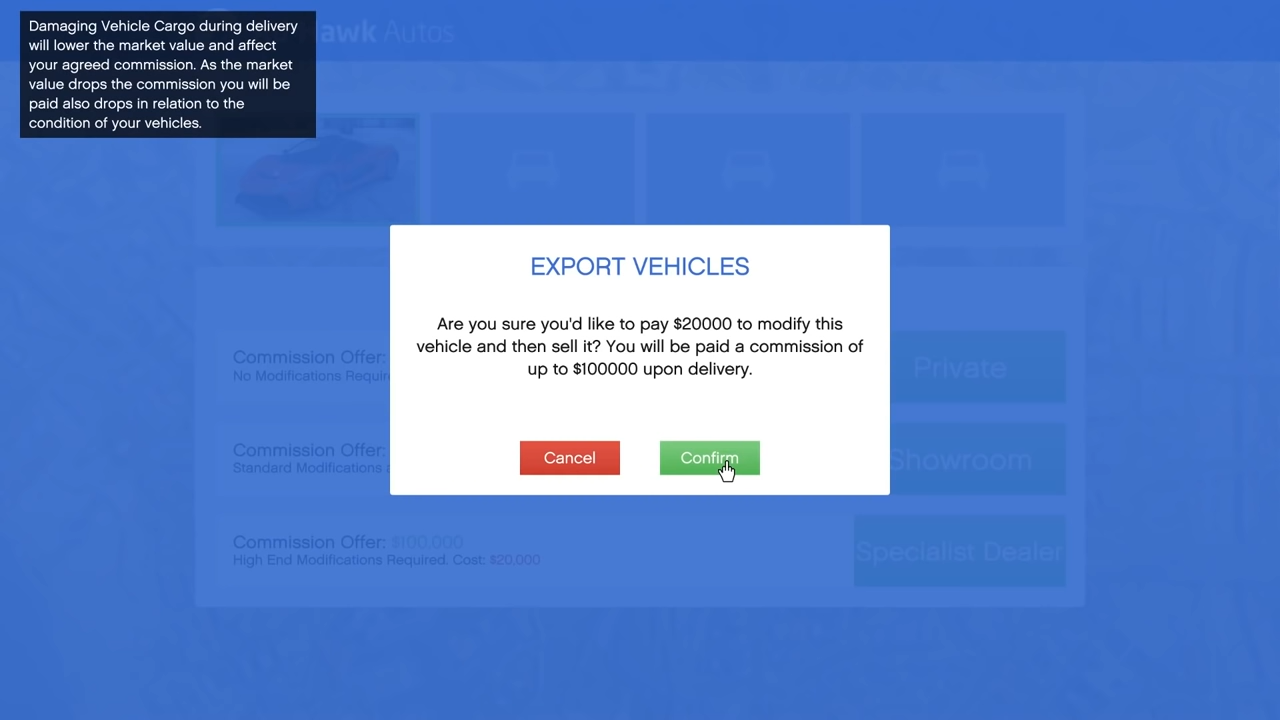 Damaging Vehicle Cargo during delivery
will lower the market value and affect
your agreed commission. As the market
value drops the commission you will be
paid also drops in relation to the
condition of your vehicles.
Autos
EXPORT VEHICLES
Are you sure you'd like to pay $20000 to modify this
vehicle and then sell it? You will be paid a commission of
up to $100000 upon delivery.
Cancel
Confirm
Commission Offer:
No Modifications
Private
Commission Offer:
Standard Modifications
Showroom
Commission Offer: $100,000
High End Modifications Required. Cost: $20,000
Specialist Dealer